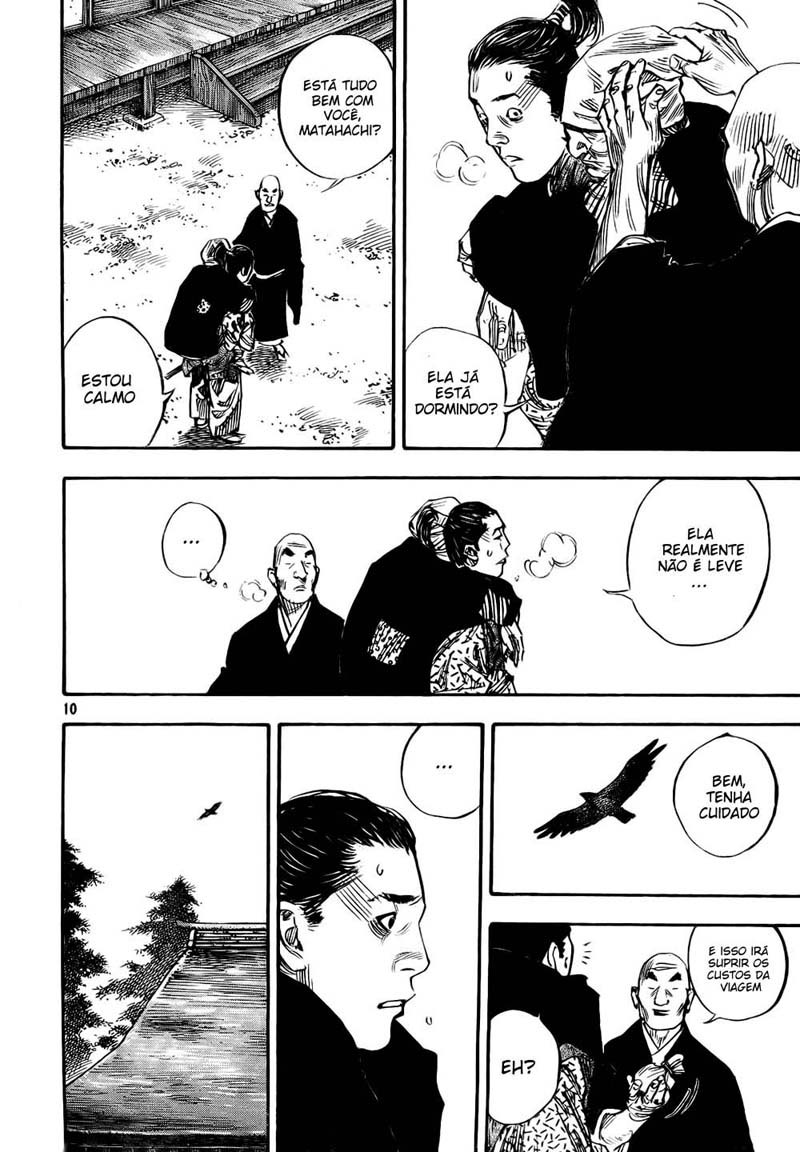 ELA JÁ
ESTÁ
DORMINDO?
ESTÁ TUDO
BEM COM
VOCÊ,
MATAHACHI?
ESTOU
CALMO
ELA
REALMENTE
NÃO É LEVE
...
...
10
BEM,
TENHA
CUIDADO
E ISSO IRÁ
SUPRIR OS
CUSTOS DA
VIAGEM
EH?
...